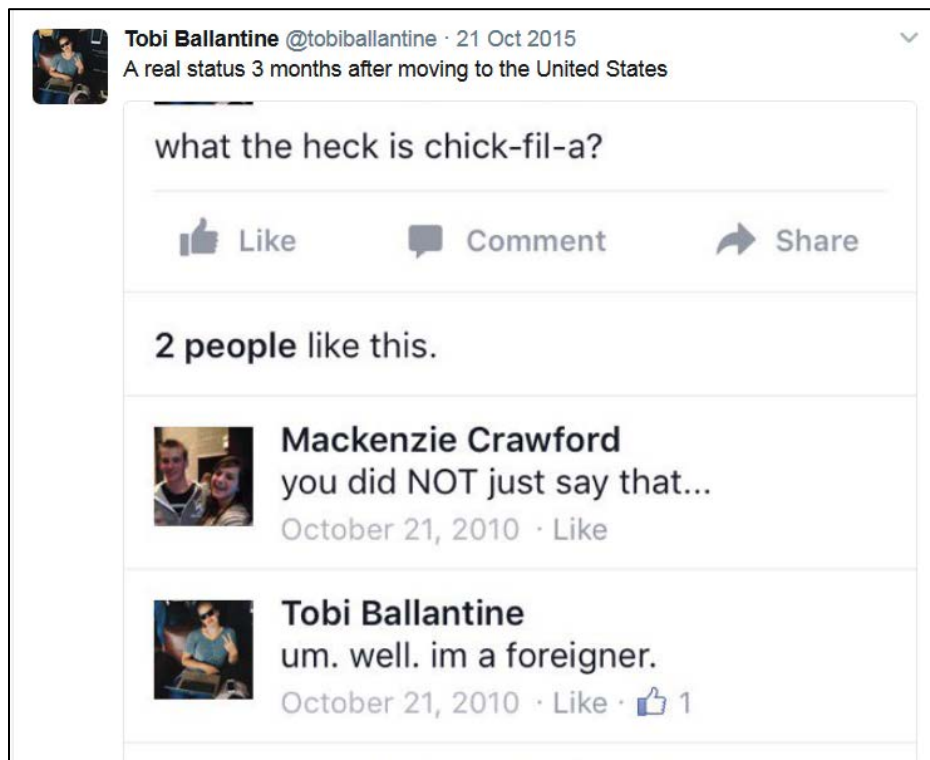 Tobi Ballantine @tobiballantine · 21 Oct 2015
A real status 3 months after moving to the United States
what the heck is chick-fil-a?
Like Comment Share
2 people like this.
Mackenzie Crawford
you did NOT just say that...
October 21, 2010 · Like
Tobi Ballantine
um. well. im a foreigner.
October 21, 2010 · Like · 1